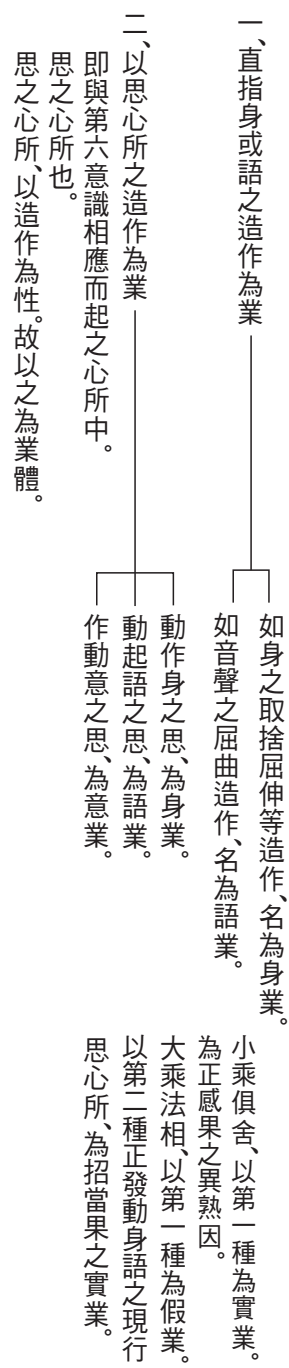 一、直指身或語之造作為業
如身之取捨屈伸等造作、名為身業。
如音聲之屈曲造作、名為語業。
二、以思心所之造作為業
即與第六意識相應而起之心所中。
思之心所也。
思之心所、以造作為性。故以之為業體。
動作身之思、為身業。
動起語之思、為語業。
作動意之思、為意業。
小乘俱舍、以第一種為實業。
為正感果之異熟因。
大乘法相、以第一種為假業。
以第二種正發動身語之現行
思心所、為招當果之實業。